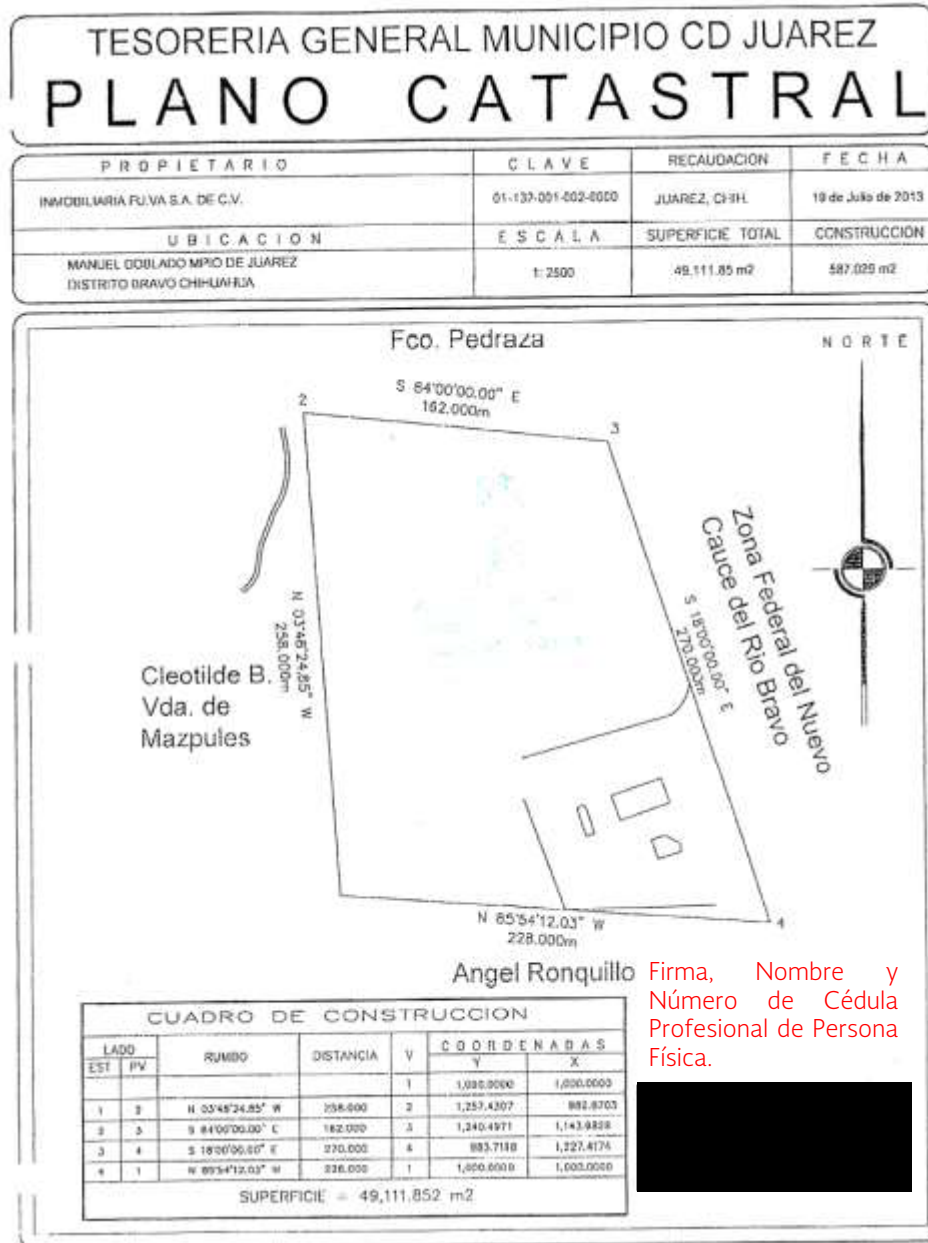 TESORERIA GENERAL MUNICIPIO CD JUAREZ
PLANO CATASTRAL
PROPIETARIO CLAVE RECAUDACION FECHA
INMOBILIARIA FU.VA S.A. DE C.V. 01-137-001-002-0000 JUAREZ, CHIH. 19 de Julio de 2013
UBICACION ESCALA SUPERFICIE TOTAL CONSTRUCCION
MANUEL DOBLADO MPIO DE JUAREZ
DISTRITO BRAVO CHIHUAHUA
1: 2500 49,111.85 m2 587.025 m2
Fco. Pedraza
NORTE
S 84°00'00.00" E
162.000m
2
3
Zona Federal del Nuevo
Cauce del Rio Bravo
S 18°00'00.00" E
270.000m
N 03°48'24.85" W
258.000m
Cleotilde B.
Vda. de
Mazpules
4
N 85°54'12.03" W
228.000m
Angel Ronquillo
Firma, Nombre y
Número de Cédula
Profesional de Persona
Física.
CUADRO DE CONSTRUCCION
LADO RUMBO DISTANCIA V COORDENADAS
EST PV Y X
1 1,000.0000 1,000.0000
1 2 N 03°48'24.85" W 258.000 2 1,257.4307 982.8703
2 3 S 84°00'00.00" E 162.000 3 1,240.4971
3 4 S 18°00'00.00" E 270.000 4 1,227.4174
4 1 N 85°54'12.03" W 228.000 1 1,000.0000 1,000.0000
SUPERFICIE = 49,111.852 m2